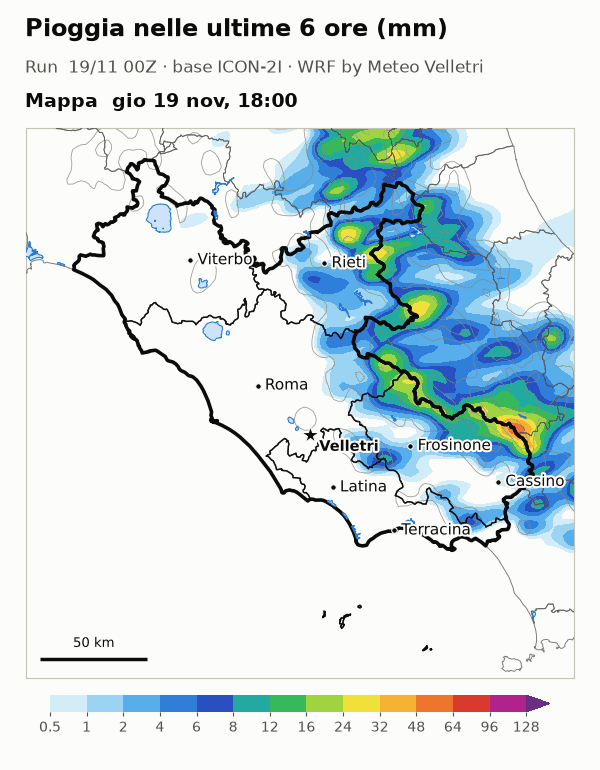 Pioggia nelle ultime 6 ore (mm)
Run  19/11 00Z · base ICON-2I · WRF by Meteo Velletri
Mappa  gio 19 nov, 18:00
Viterbo
Rieti
Roma
Velletri
Frosinone
Latina
Cassino
Terracina
50 km
0.5 1 2 4 6 8 12 16 24 32 48 64 96 128